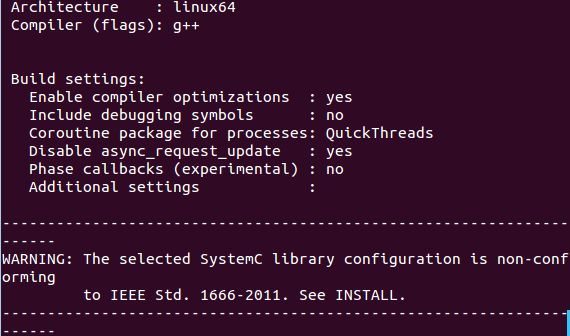 Architecture    : linux64
Compiler (flags): g++
Build settings:
Enable compiler optimizations  : yes
Include debugging symbols      : no
Coroutine package for processes: QuickThreads
Disable async_request_update   : yes
Phase callbacks (experimental) : no
Additional settings            :
---------------------------------------------------------------
------
WARNING: The selected SystemC library configuration is non-conf
orming
to IEEE Std. 1666-2011. See INSTALL.
---------------------------------------------------------------
------